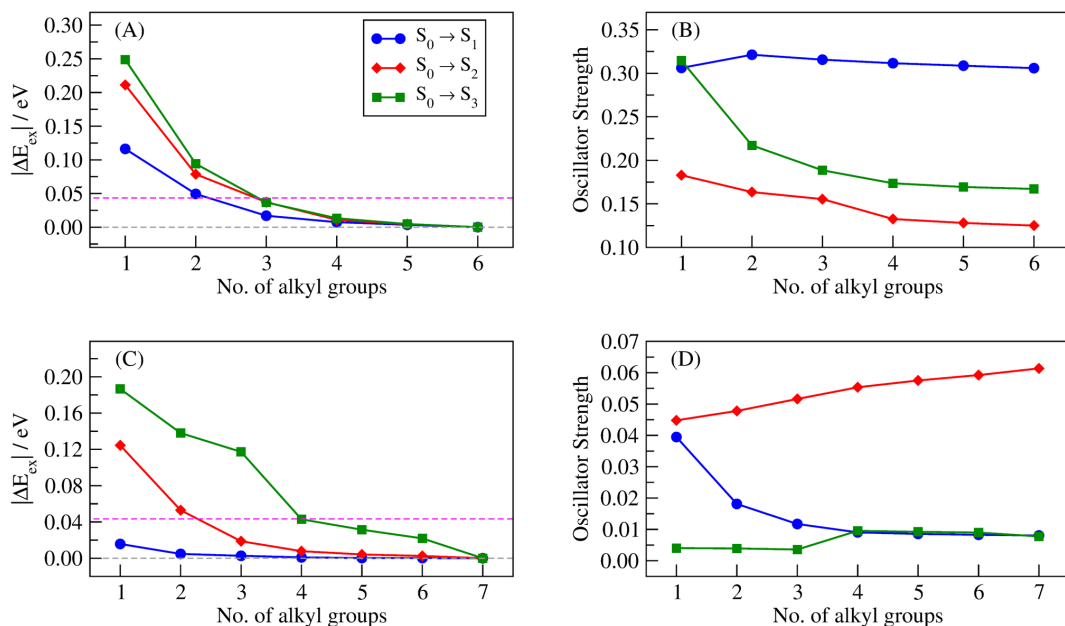 (A)
S0 → S1
S0 → S2
S0 → S3
|ΔEex| / eV
0.30
0.25
0.20
0.15
0.10
0.05
0.00
1 2 3 4 5 6
No. of alkyl groups
(B)
Oscillator Strength
0.35
0.30
0.25
0.20
0.15
0.10
1 2 3 4 5 6
No. of alkyl groups
(C)
|ΔEex| / eV
0.20
0.16
0.12
0.08
0.04
0.00
1 2 3 4 5 6 7
No. of alkyl groups
(D)
Oscillator Strength
0.07
0.06
0.05
0.04
0.03
0.02
0.01
0.00
1 2 3 4 5 6 7
No. of alkyl groups